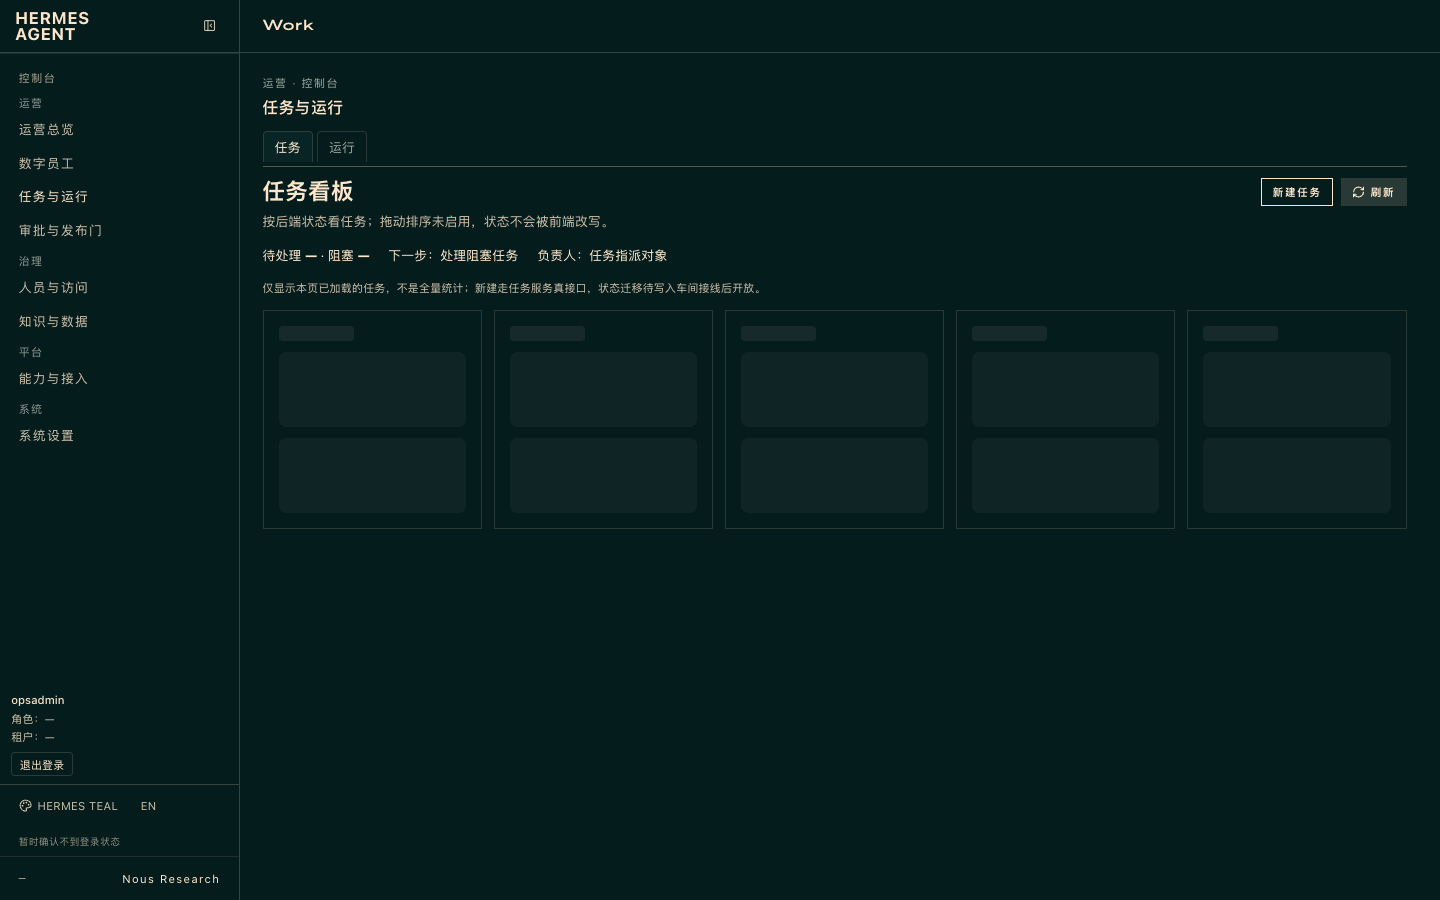 HERMES
AGENT
Work
控制台
运营
运营总览
数字员工
任务与运行
审批与发布门
治理
人员与访问
知识与数据
平台
能力与接入
系统
系统设置
opsadmin
角色：—
租户：—
退出登录
HERMES TEAL EN
暂时确认不到登录状态
— Nous Research
运营 · 控制台
任务与运行
任务 运行
任务看板
新建任务 刷新
按后端状态看任务；拖动排序未启用，状态不会被前端改写。
待处理 — · 阻塞 — 下一步：处理阻塞任务 负责人：任务指派对象
仅显示本页已加载的任务，不是全量统计；新建走任务服务真接口，状态迁移待写入车间接线后开放。